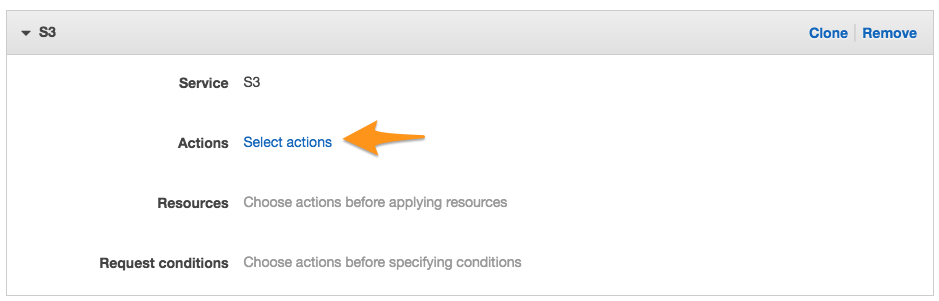 S3 Clone Remove
Service S3
Actions Select actions
Resources Choose actions before applying resources
Request conditions Choose actions before specifying conditions